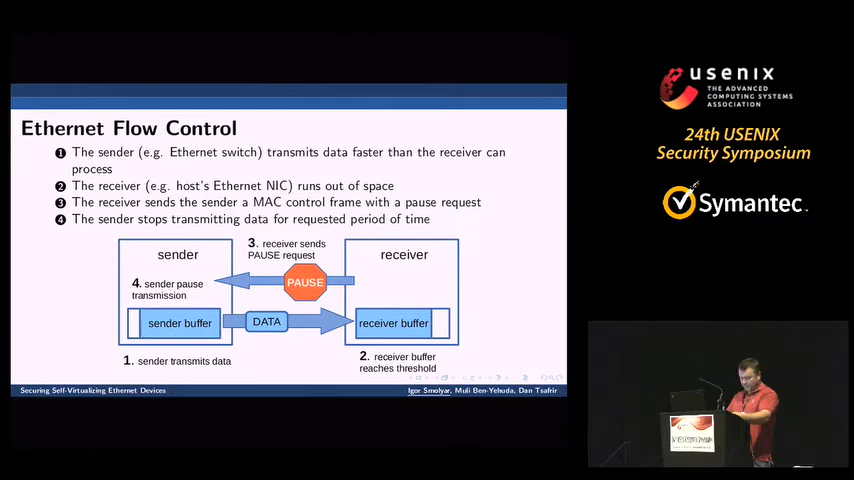 Ethernet Flow Control
1 The sender (e.g. Ethernet switch) transmits data faster than the receiver can
process
2 The receiver (e.g. host's Ethernet NIC) runs out of space
3 The receiver sends the sender a MAC control frame with a pause request
4 The sender stops transmitting data for requested period of time
sender
3. receiver sends
PAUSE request
receiver
4. sender pause
transmission
PAUSE
sender buffer
DATA
receiver buffer
1. sender transmits data
2. receiver buffer
reaches threshold
Securing Self-Virtualizing Ethernet Devices
Igor Smolyar, Muli Ben-Yehuda, Dan Tsafrir
usenix
THE ADVANCED
COMPUTING SYSTEMS
ASSOCIATION
24th USENIX
Security Symposium
Symantec.